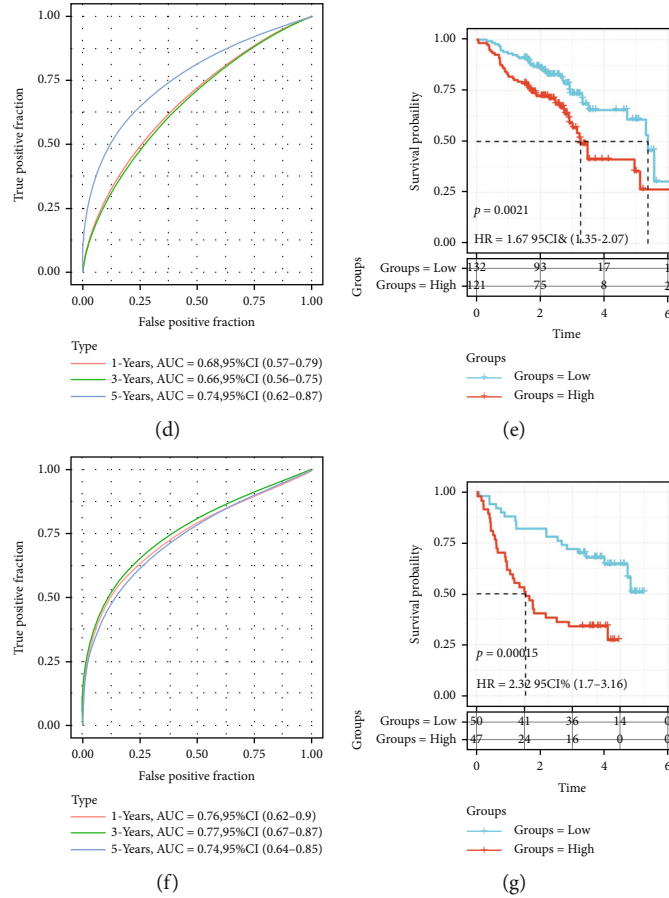 1.00
0.75
0.50
0.25
0.00
True positive fraction
0.00 0.25 0.50 0.75 1.00
False positive fraction
Type
1-Years, AUC = 0.68,95%CI (0.57–0.79)
3-Years, AUC = 0.66,95%CI (0.56–0.75)
5-Years, AUC = 0.74,95%CI (0.62–0.87)
(d)
1.00
0.75
0.50
0.25
0.00
Survival probaility
p = 0.0021
HR = 1.67 95CI& (1.35-2.07)
Groups
Groups = Low 132 93 17 1
Groups = High 121 75 8 2
0 2 4 6
Time
Groups
Groups = Low
Groups = High
(e)
1.00
0.75
0.50
0.25
0.00
True positive fraction
0.00 0.25 0.50 0.75 1.00
False positive fraction
Type
1-Years, AUC = 0.76,95%CI (0.62–0.9)
3-Years, AUC = 0.77,95%CI (0.67–0.87)
5-Years, AUC = 0.74,95%CI (0.64–0.85)
(f)
1.00
0.75
0.50
0.25
0.00
Survival probaility
p = 0.00015
HR = 2.32 95CI% (1.7–3.16)
Groups
Groups = Low 50 41 36 14 0
Groups = High 47 24 16 0 0
0 2 4 6
Time
Groups
Groups = Low
Groups = High
(g)